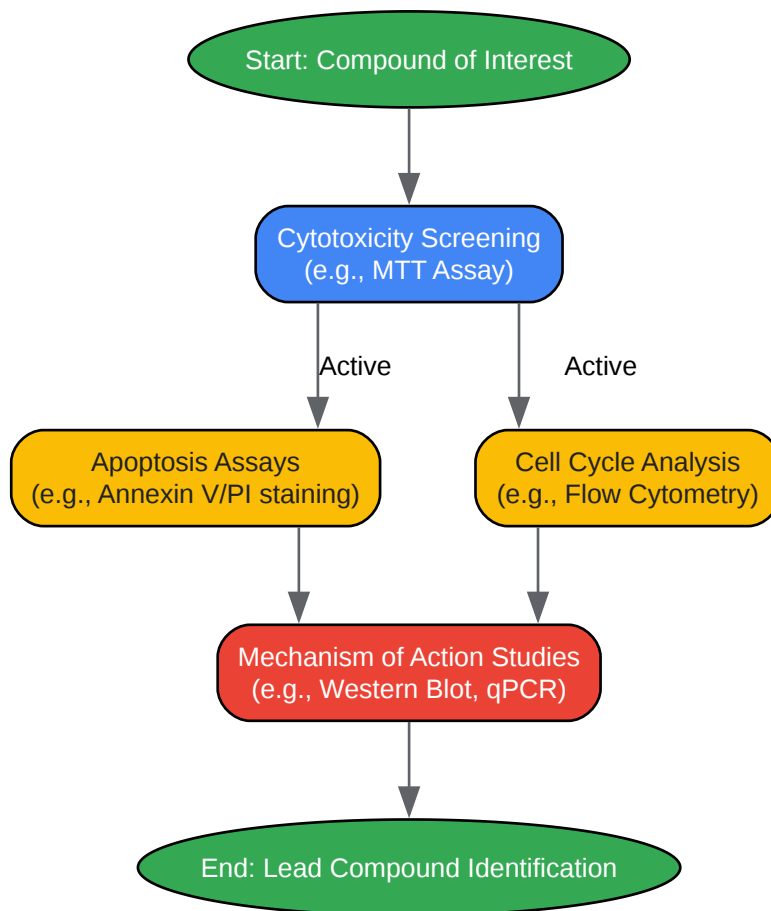 Start: Compound of Interest
Cytotoxicity Screening
(e.g., MTT Assay)
Active
Active
Apoptosis Assays
(e.g., Annexin V/PI staining)
Cell Cycle Analysis
(e.g., Flow Cytometry)
Mechanism of Action Studies
(e.g., Western Blot, qPCR)
End: Lead Compound Identification